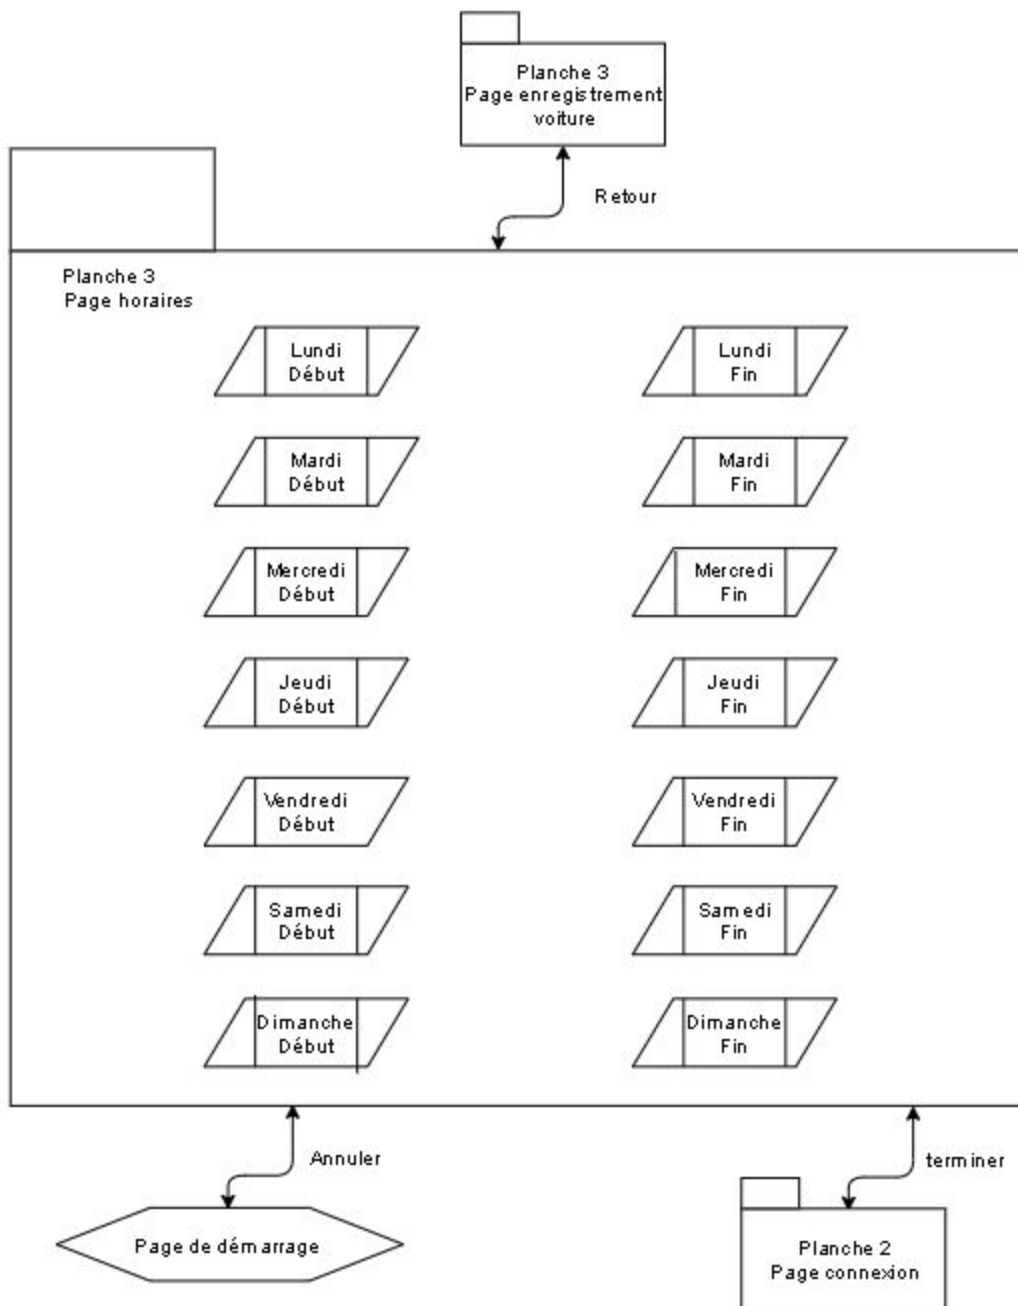 Planche 3
Page enregistrement
voiture
Retour
Planche 3
Page horaires
Lundi
Début
Lundi
Fin
Mardi
Début
Mardi
Fin
Mercredi
Début
Mercredi
Fin
Jeudi
Début
Jeudi
Fin
Vendredi
Début
Vendredi
Fin
Samedi
Début
Samedi
Fin
Dimanche
Début
Dimanche
Fin
Annuler
terminer
Page de démarrage
Planche 2
Page connexion